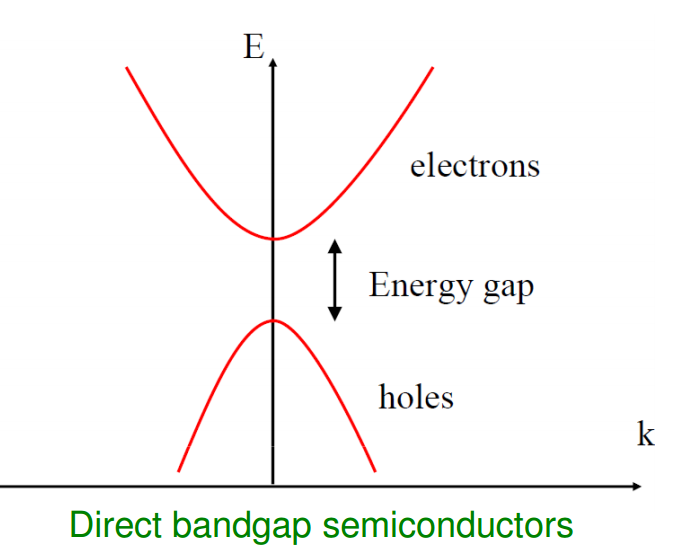 E
electrons
Energy gap
holes
k
Direct bandgap semiconductors